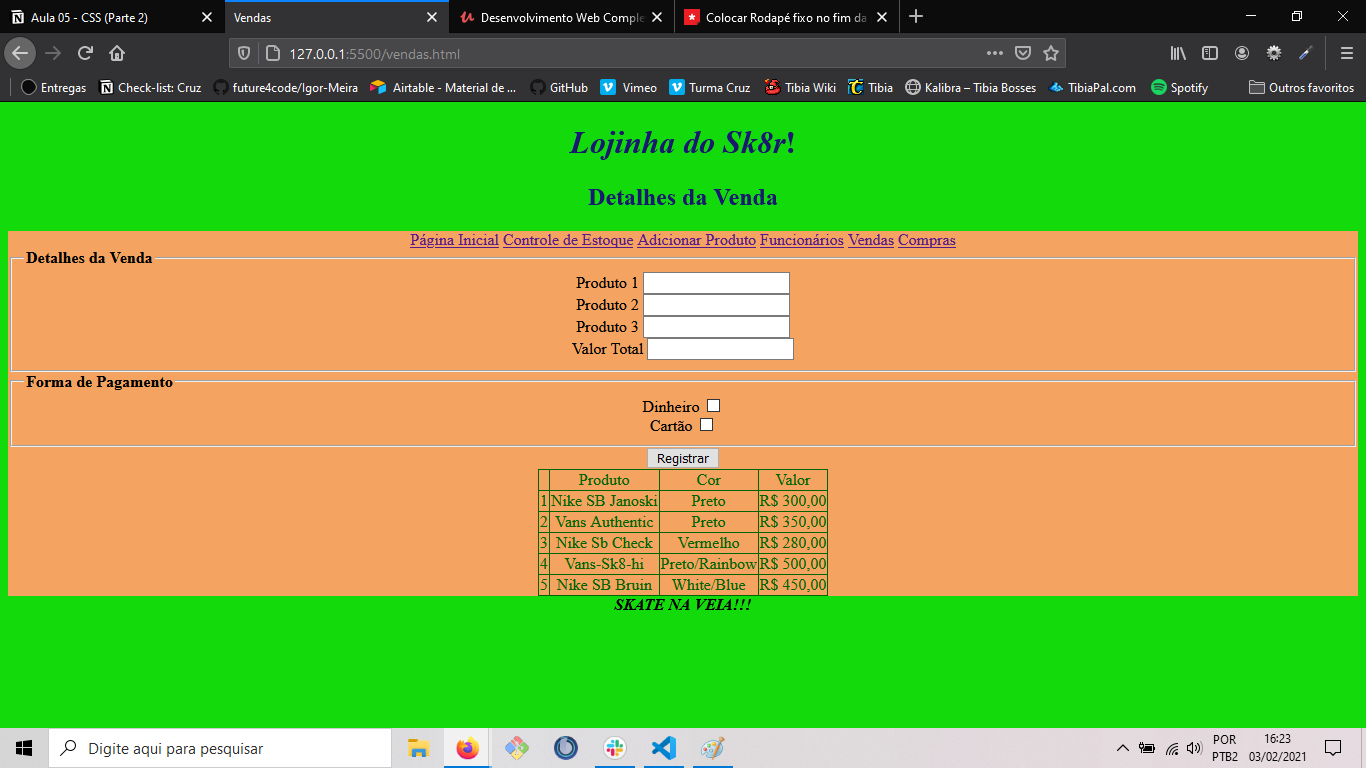 Aula 05 - CSS (Parte 2)
Vendas
Desenvolvimento Web Comple
Colocar Rodapé fixo no fim da
127.0.0.1:5500/vendas.html
Entregas
Check-list: Cruz
future4code/Igor-Meira
Airtable - Material de ...
GitHub
Vimeo
Turma Cruz
Tibia Wiki
Tibia
Kalibra – Tibia Bosses
TibiaPal.com
Spotify
Outros favoritos
Lojinha do Sk8r!
Detalhes da Venda
Página Inicial Controle de Estoque Adicionar Produto Funcionários Vendas Compras
Detalhes da Venda
Produto 1
Produto 2
Produto 3
Valor Total
Forma de Pagamento
Dinheiro
Cartão
Registrar
Produto Cor Valor
1 Nike SB Janoski Preto R$ 300,00
2 Vans Authentic Preto R$ 350,00
3 Nike Sb Check Vermelho R$ 280,00
4 Vans-Sk8-hi Preto/Rainbow R$ 500,00
5 Nike SB Bruin White/Blue R$ 450,00
SKATE NA VEIA!!!
Digite aqui para pesquisar
POR
PTB2
16:23
03/02/2021